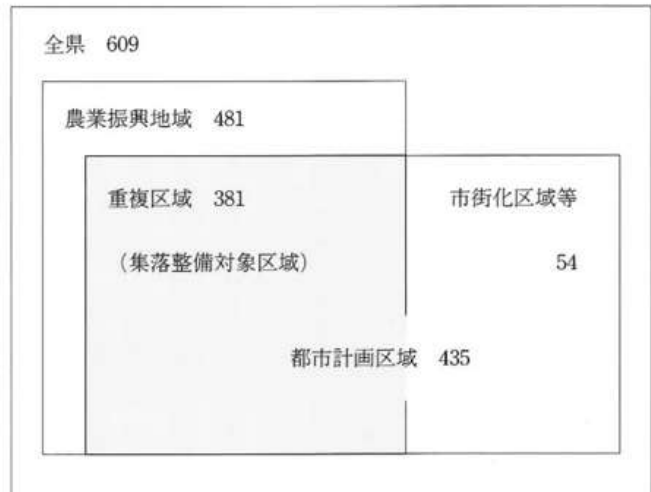 全県 609
農業振興地域 481
重複区域 381
市街化区域等
(集落整備対象区域)
54
都市計画区域 435